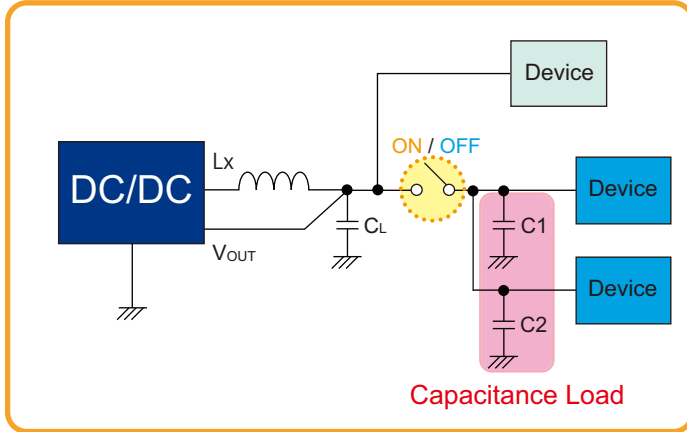 Device
ON / OFF
Lx
DC/DC
Device
CL
C1
VOUT
Device
C2
Capacitance Load